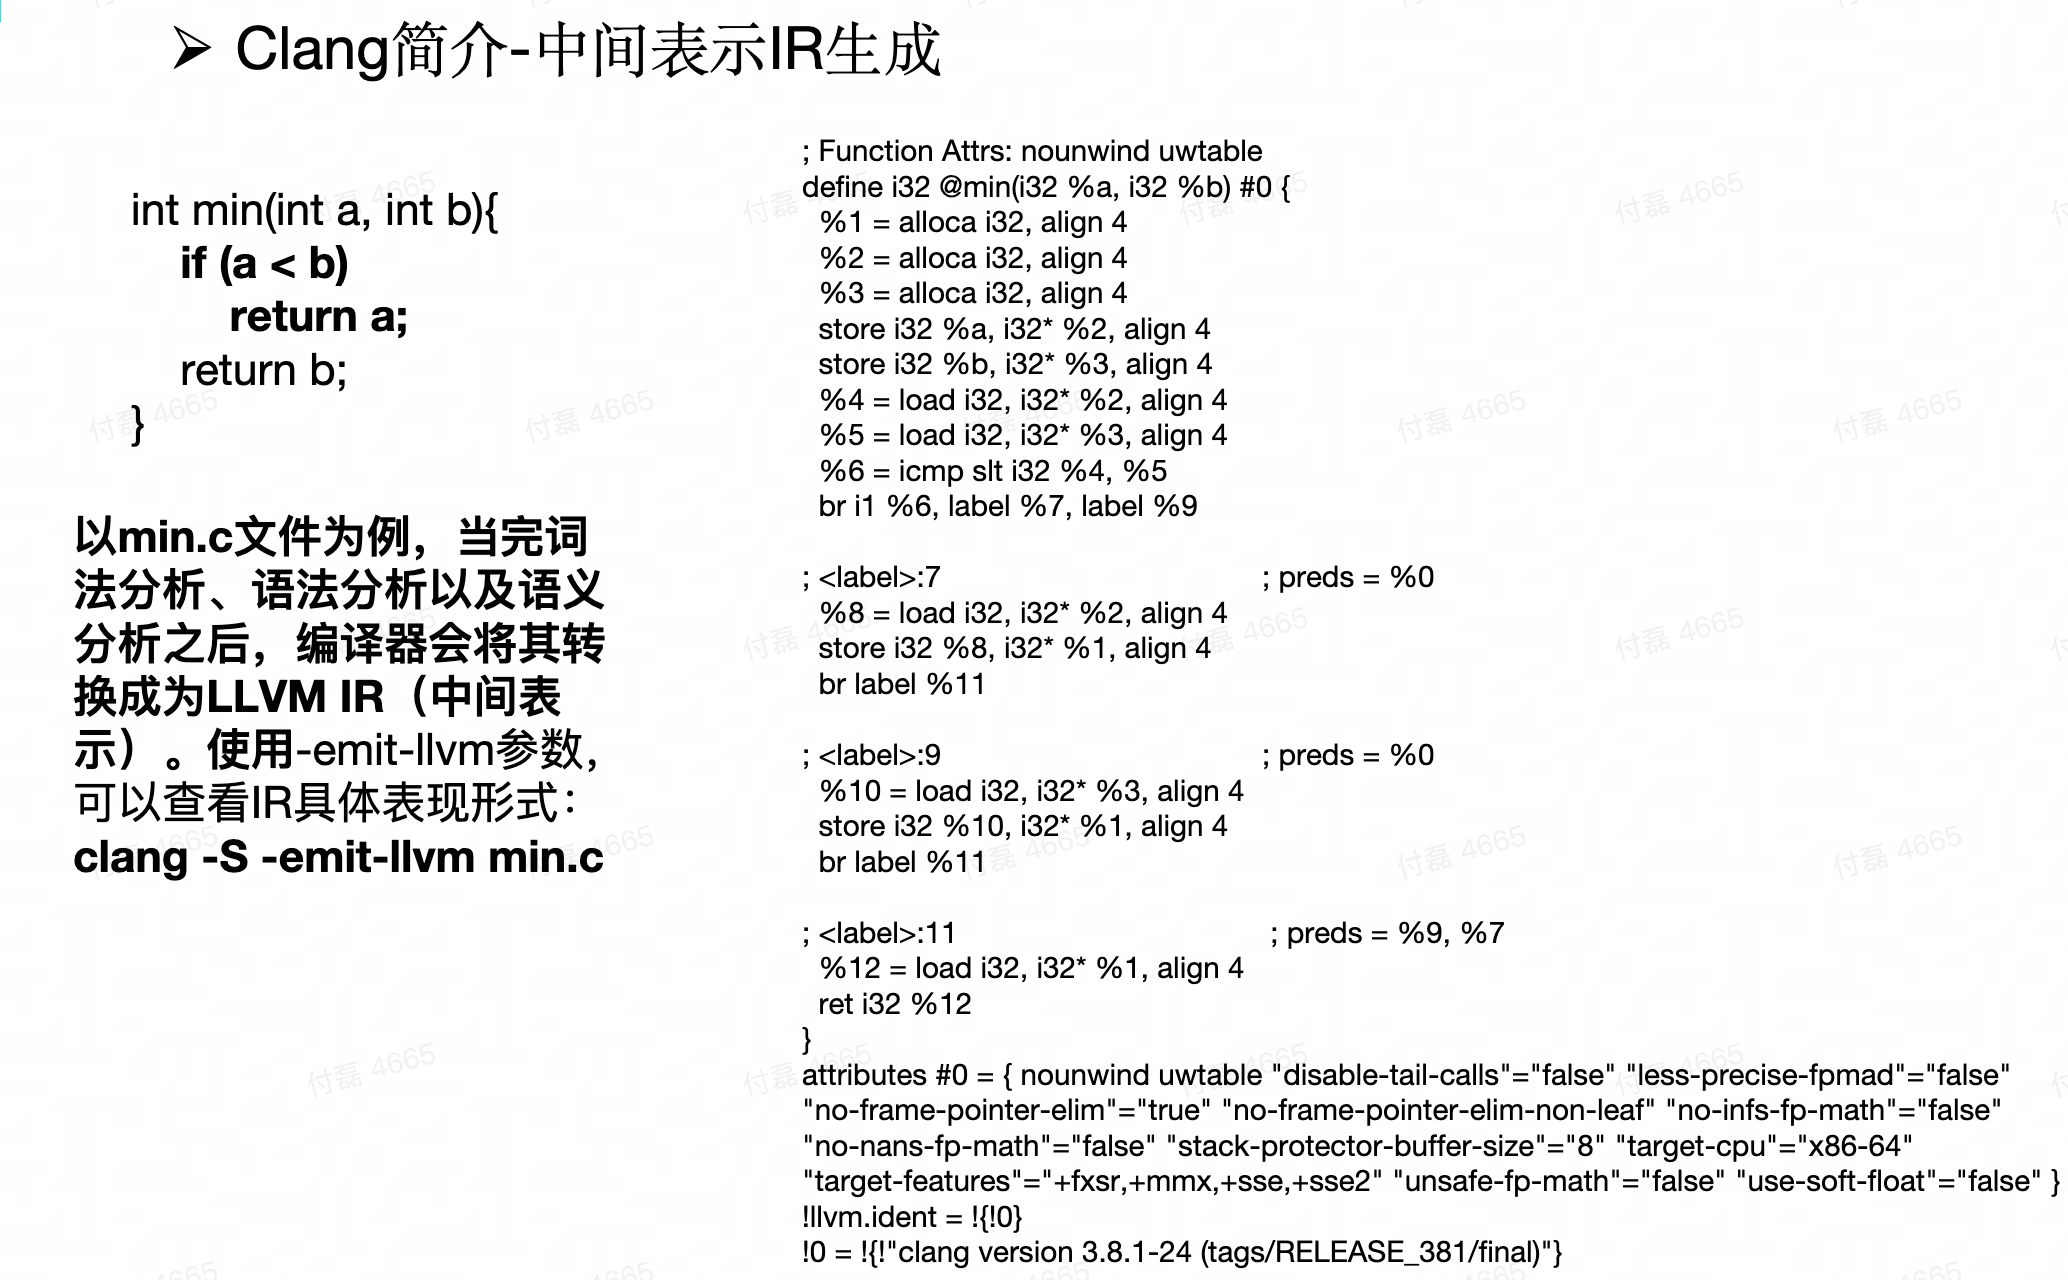 ➢ Clang简介-中间表示IR生成
int min(int a, int b){
if (a < b)
return a;
return b;
}
以min.c文件为例，当完词
法分析、语法分析以及语义
分析之后，编译器会将其转
换成为LLVM IR（中间表
示）。使用-emit-llvm参数，
可以查看IR具体表现形式：
clang -S -emit-llvm min.c
; Function Attrs: nounwind uwtable
define i32 @min(i32 %a, i32 %b) #0 {
%1 = alloca i32, align 4
%2 = alloca i32, align 4
%3 = alloca i32, align 4
store i32 %a, i32* %2, align 4
store i32 %b, i32* %3, align 4
%4 = load i32, i32* %2, align 4
%5 = load i32, i32* %3, align 4
%6 = icmp slt i32 %4, %5
br i1 %6, label %7, label %9
; <label>:7 ; preds = %0
%8 = load i32, i32* %2, align 4
store i32 %8, i32* %1, align 4
br label %11
; <label>:9 ; preds = %0
%10 = load i32, i32* %3, align 4
store i32 %10, i32* %1, align 4
br label %11
; <label>:11 ; preds = %9, %7
%12 = load i32, i32* %1, align 4
ret i32 %12
}
attributes #0 = { nounwind uwtable "disable-tail-calls"="false" "less-precise-fpmad"="false"
"no-frame-pointer-elim"="true" "no-frame-pointer-elim-non-leaf" "no-infs-fp-math"="false"
"no-nans-fp-math"="false" "stack-protector-buffer-size"="8" "target-cpu"="x86-64"
"target-features"="+fxsr,+mmx,+sse,+sse2" "unsafe-fp-math"="false" "use-soft-float"="false" }
!llvm.ident = !{!0}
!0 = !{!"clang version 3.8.1-24 (tags/RELEASE_381/final)"}
付磊 4665